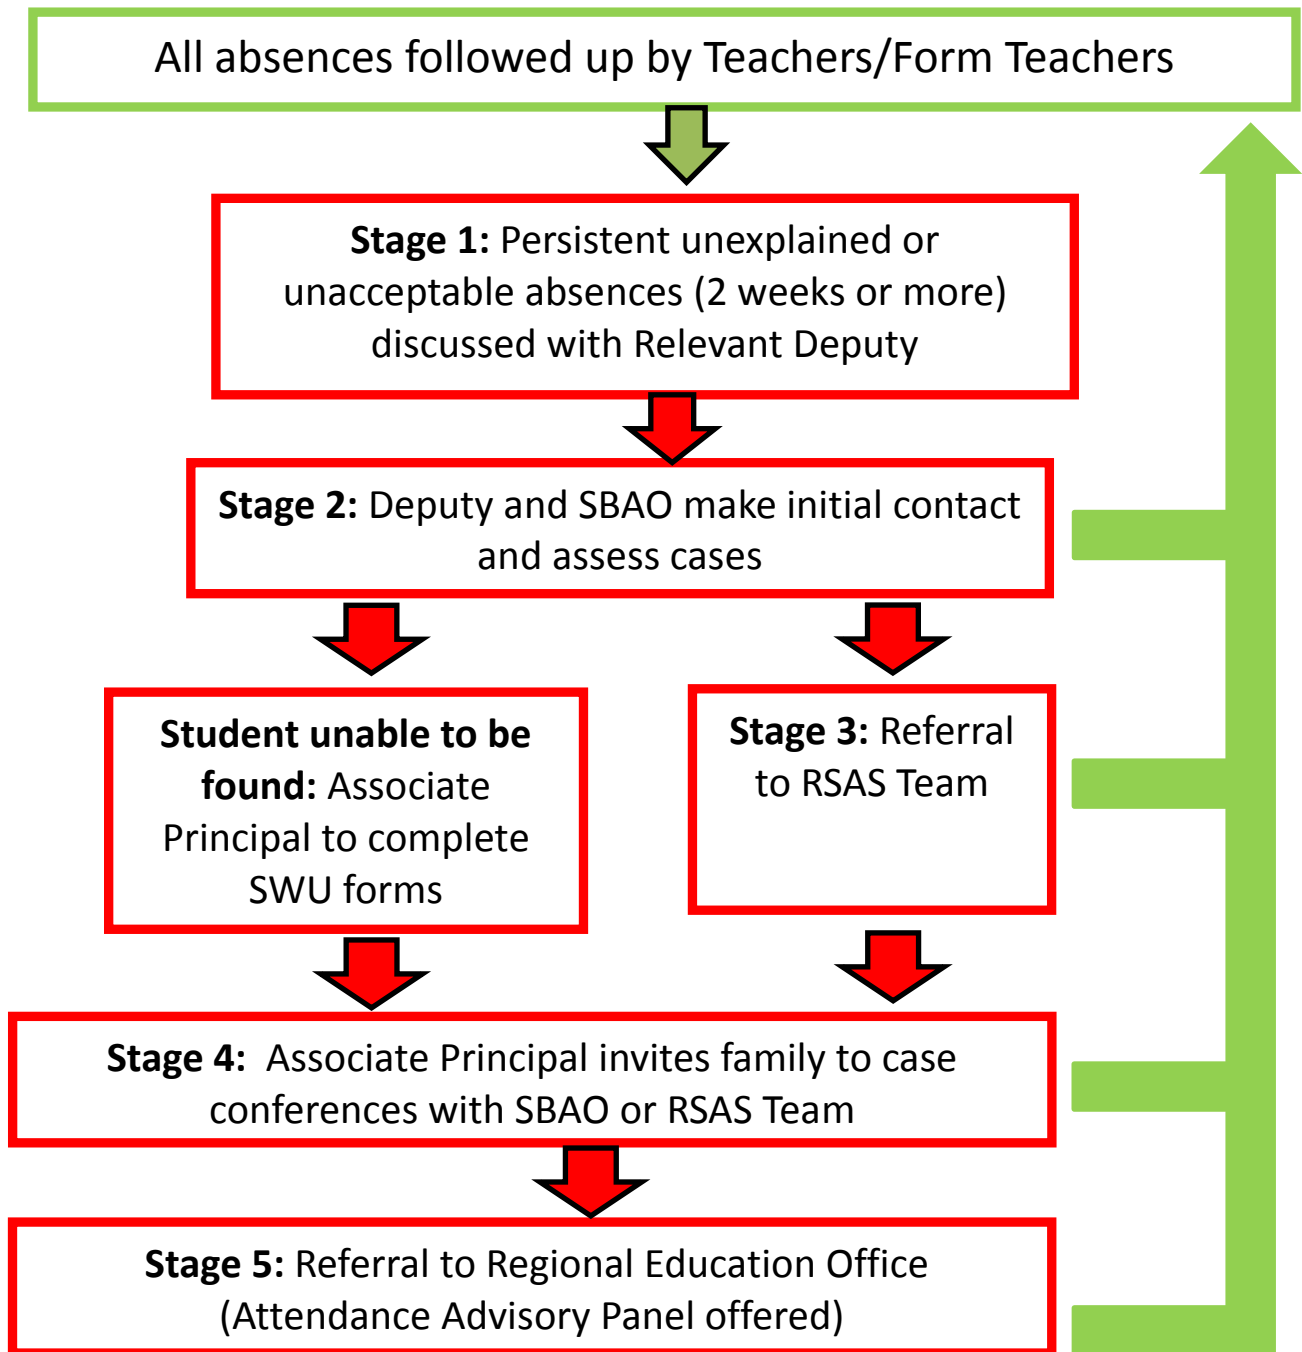 All absences followed up by Teachers/Form Teachers
Stage 1: Persistent unexplained or
unacceptable absences (2 weeks or more)
discussed with Relevant Deputy
Stage 2: Deputy and SBAO make initial contact
and assess cases
Student unable to be
found: Associate
Principal to complete
SWU forms
Stage 3: Referral
to RSAS Team
Stage 4: Associate Principal invites family to case
conferences with SBAO or RSAS Team
Stage 5: Referral to Regional Education Office
(Attendance Advisory Panel offered)